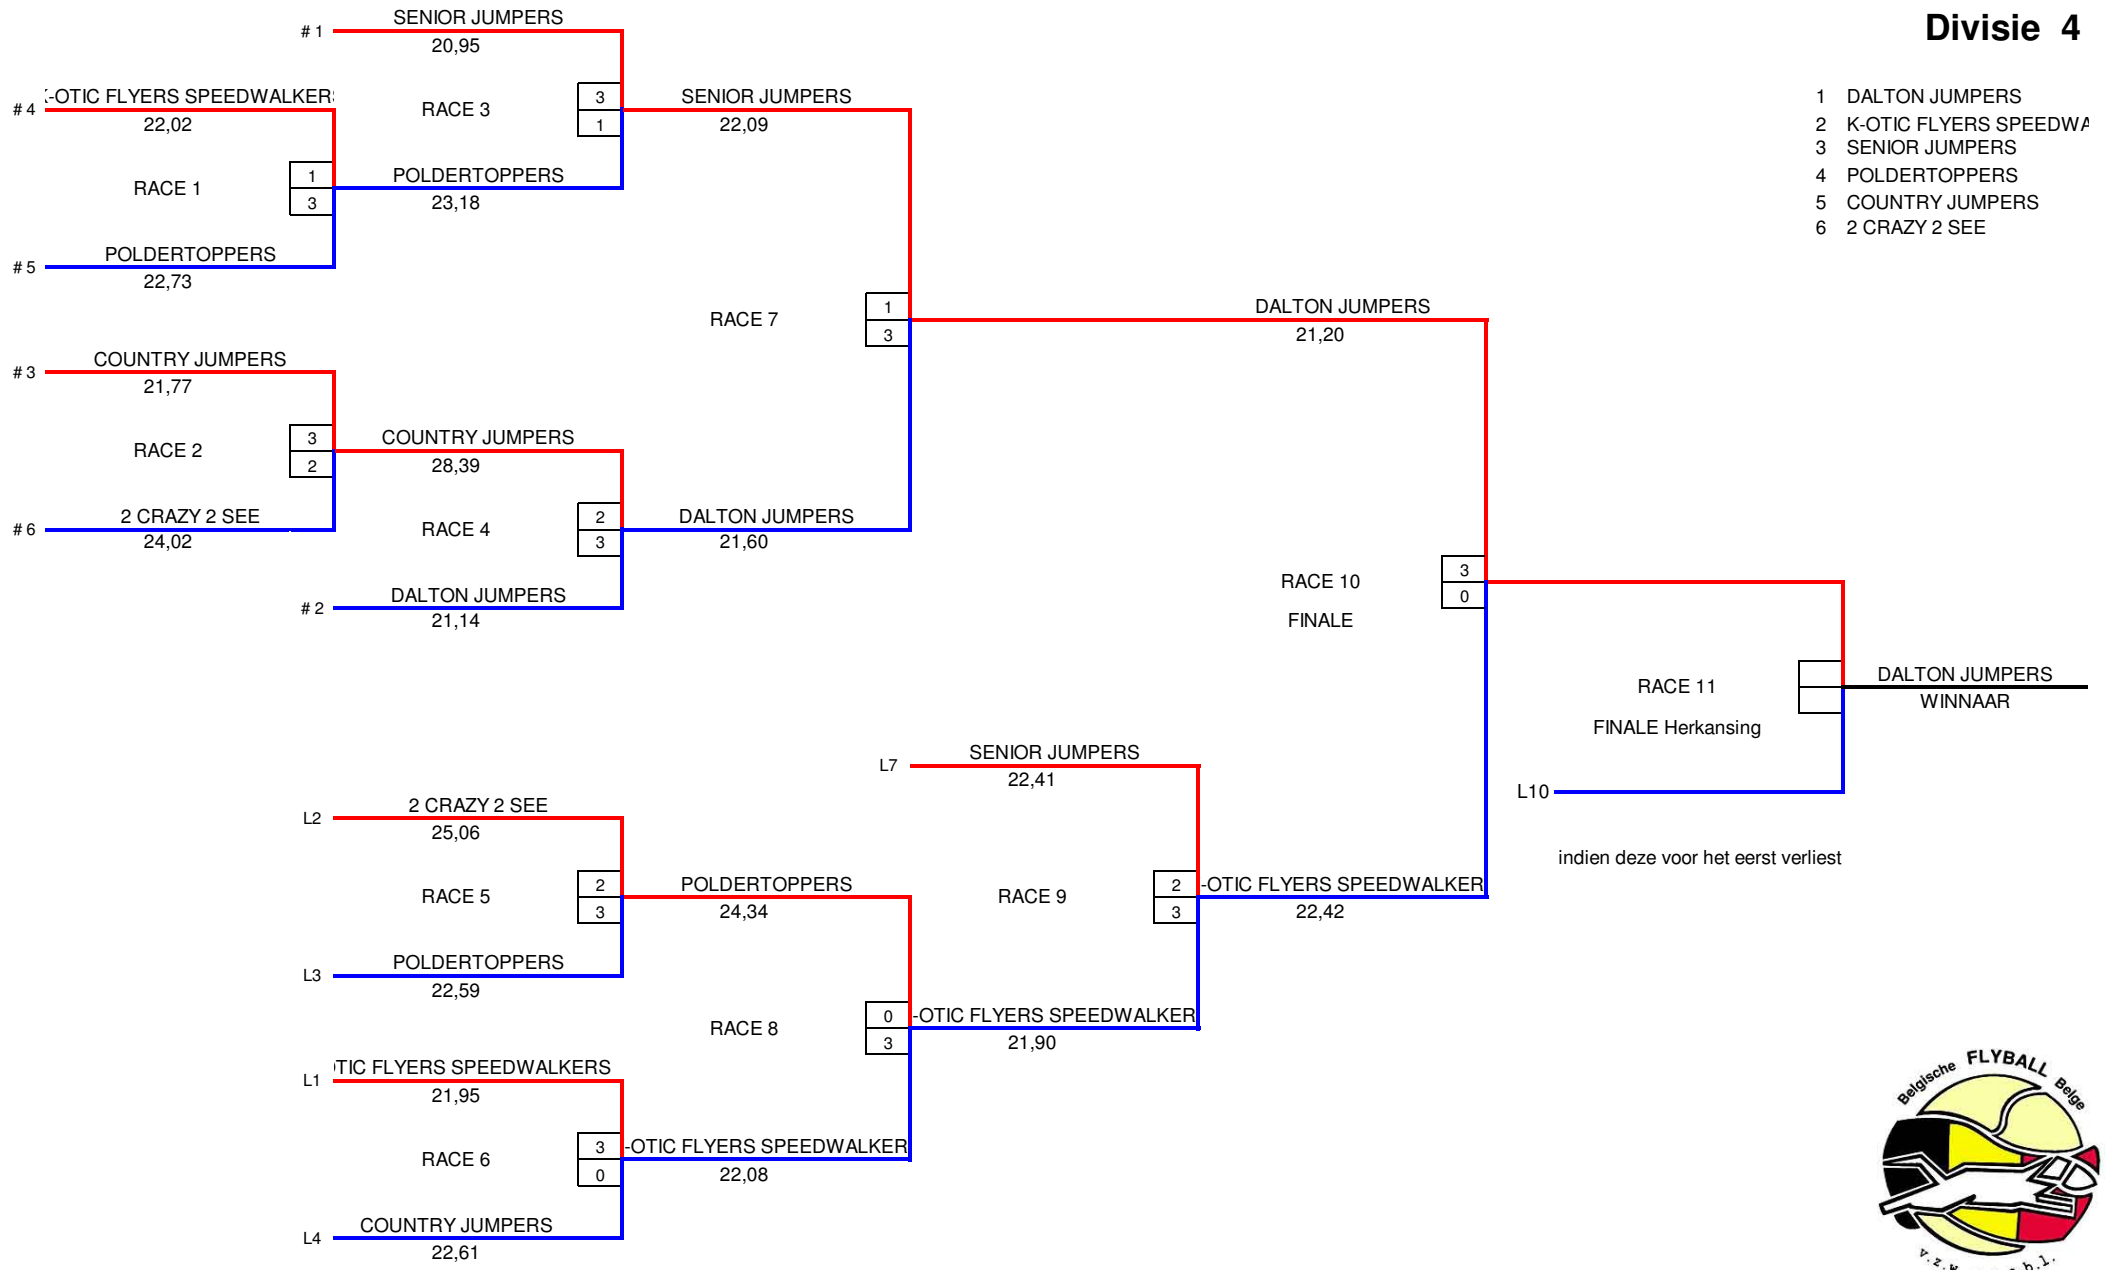 Divisie 4
1 DALTON JUMPERS
2 K-OTIC FLYERS SPEEDWA
3 SENIOR JUMPERS
4 POLDERTOPPERS
5 COUNTRY JUMPERS
6 2 CRAZY 2 SEE
# 1 SENIOR JUMPERS
20,95
# 4 K-OTIC FLYERS SPEEDWALKERS
22,02
RACE 1
1
3
# 5 POLDERTOPPERS
22,73
RACE 3
3
1
POLDERTOPPERS
23,18
SENIOR JUMPERS
22,09
# 3 COUNTRY JUMPERS
21,77
RACE 2
3
2
# 6 2 CRAZY 2 SEE
24,02
COUNTRY JUMPERS
28,39
RACE 4
2
3
# 2 DALTON JUMPERS
21,14
DALTON JUMPERS
21,60
RACE 7
1
3
DALTON JUMPERS
21,20
RACE 10
FINALE
3
0
RACE 11
FINALE Herkansing
DALTON JUMPERS
WINNAAR
L10
indien deze voor het eerst verliest
L7 SENIOR JUMPERS
22,41
L2 2 CRAZY 2 SEE
25,06
RACE 5
2
3
L3 POLDERTOPPERS
22,59
POLDERTOPPERS
24,34
RACE 9
2
3
-OTIC FLYERS SPEEDWALKER
22,42
RACE 8
0
3
-OTIC FLYERS SPEEDWALKER
21,90
L1 OTIC FLYERS SPEEDWALKERS
21,95
RACE 6
3
0
-OTIC FLYERS SPEEDWALKER
22,08
L4 COUNTRY JUMPERS
22,61
Belgische FLYBALL Belge
v.z.w.
b.l.